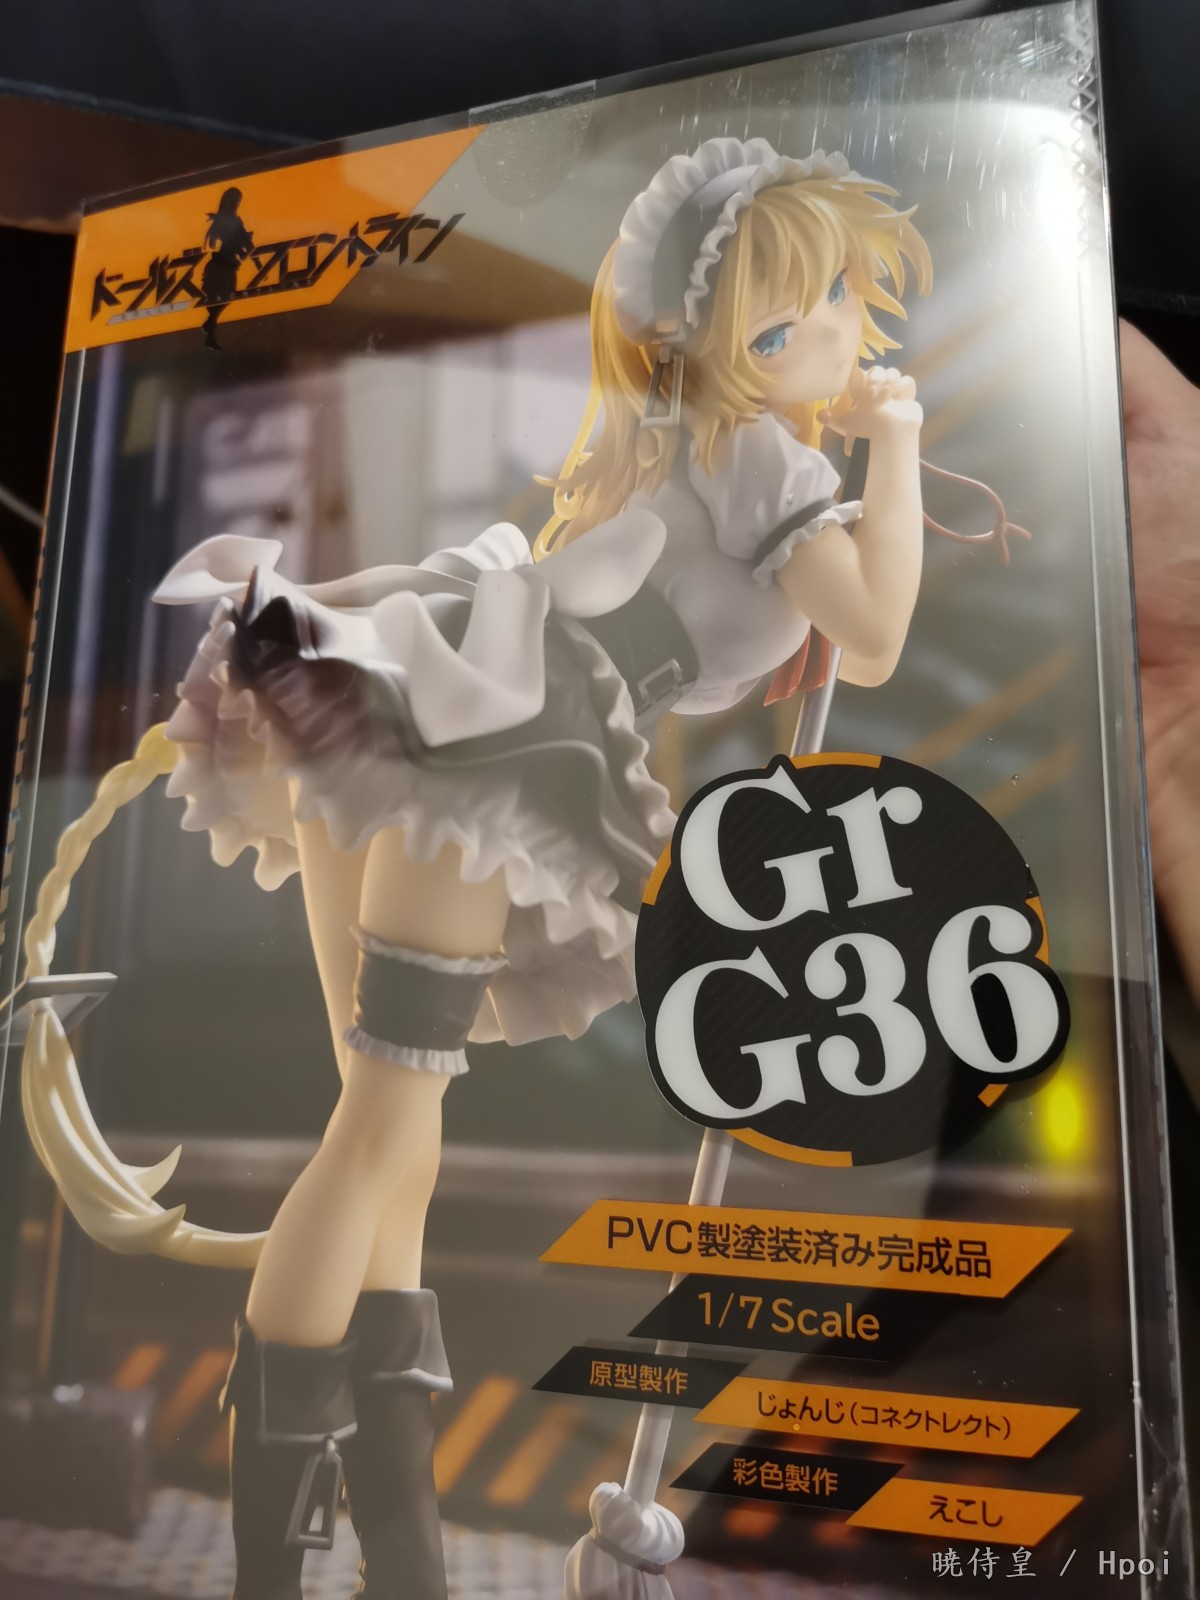 ドールズフロントライン
Gr
G36
PVC製塗装済み完成品
1/7 Scale
原型製作
じょんじ(コネクトレクト)
彩色製作
えこし
暁侍皇 / Hpoi